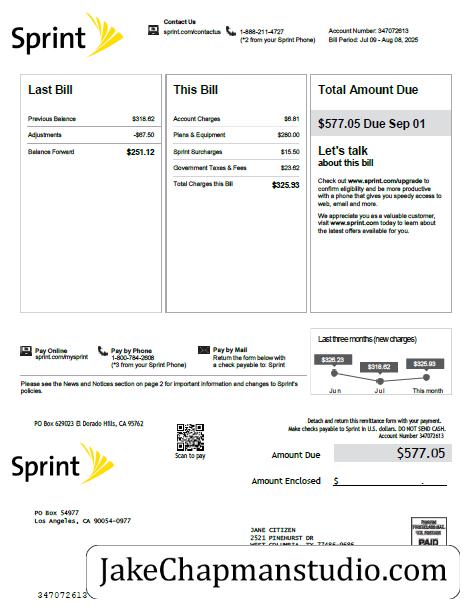 Sprint
Contact Us
sprint.com/contactus
1-888-211-4727
(*2 from your Sprint Phone)
Account Number: 347072613
Bill Period: Jul 09 - Aug 08, 2025
Last Bill
Previous Balance $318.62
Adjustments -$67.50
Balance Forward $251.12
This Bill
Account Charges $6.81
Plans & Equipment $280.00
Sprint Surcharges $15.50
Government Taxes & Fees $23.62
Total Charges this Bill $325.93
Total Amount Due
$577.05 Due Sep 01
Let's talk
about this bill
Check out www.sprint.com/upgrade to
confirm eligibility and be more productive
with a phone that gives you speedy access to
web, email and more.
We appreciate you as a valuable customer,
visit www.sprint.com today to learn about
the latest offers available for you.
Pay Online
sprint.com/mysprint
Pay by Phone
1-800-784-2608
(*3 from your Sprint Phone)
Pay by Mail
Return the form below with
a check payable to: Sprint
Please see the News and Notices section on page 2 for important information and changes to Sprint's
policies.
Last three months (new charges)
$326.23
$318.62
$325.93
Jun
Jul
This month
PO Box 629023 El Dorado Hills, CA 95762
Scan to pay
Detach and return this remittance form with your payment.
Make checks payable to Sprint in U.S. dollars. DO NOT SEND CASH.
Account Number 347072613
Sprint
Amount Due $577.05
Amount Enclosed $ .
PO Box 54977
Los Angeles, CA 90054-0977
JANE CITIZEN
2521 PINEHURST DR
WEST COLUMBIA, TX 77486-9686
PAID
347072613
JakeChapmanstudio.com